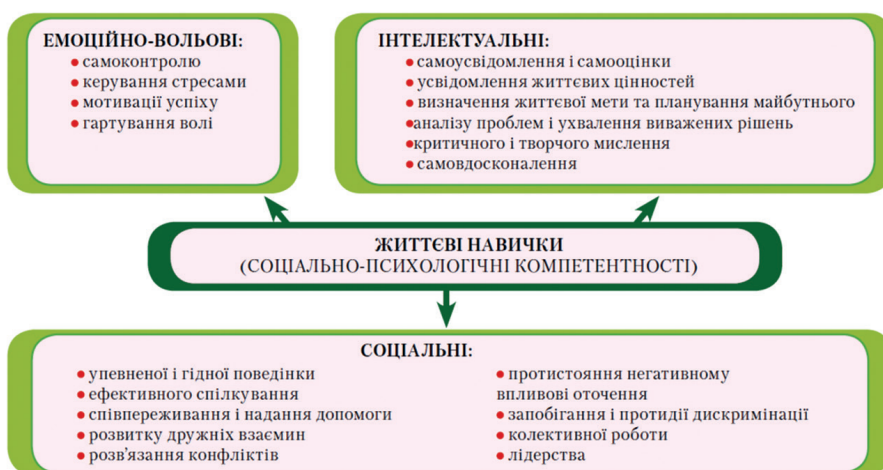 ЕМОЦІЙНО-ВОЛЬОВІ:
• самоконтролю
• керування стресами
• мотивації успіху
• гартування волі
ІНТЕЛЕКТУАЛЬНІ:
• самоусвідомлення і самооцінки
• усвідомлення життєвих цінностей
• визначення життєвої мети та планування майбутнього
•аналізу проблем і ухвалення виважених рішень
•критичного і творчого мислення
• самовдосконалення
ЖИТТЄВІ НАВИЧКИ
(СОЦІАЛЬНО-ПСИХОЛОГІЧНІ КОМПЕТЕНТНОСТІ)
СОЦІАЛЬНІ:
• упевненої і гідної поведінки
• ефективного спілкування
• співпереживання і надання допомоги
• розвитку дружніх взаємин
• розв'язання конфліктів
• протистояння негативному
впливові оточення
• запобігання і протидії дискримінації
• колективної роботи
• лідерства